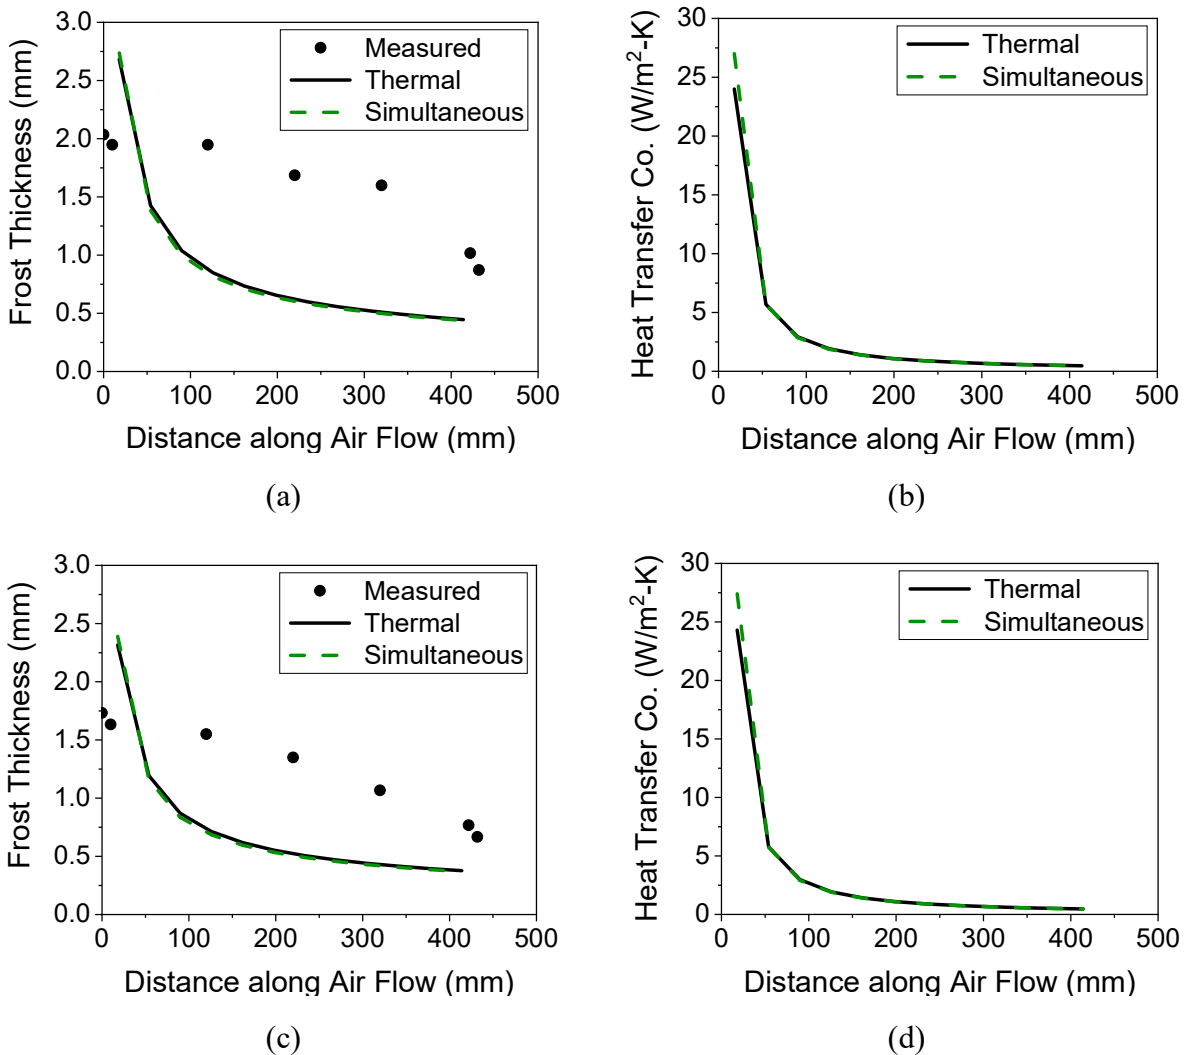 3.0
2.5
2.0
1.5
1.0
0.5
0.0
Frost Thickness (mm)
Measured
Thermal
Simultaneous
0 100 200 300 400 500
Distance along Air Flow (mm)
(a)
30
25
20
15
10
5
0
Heat Transfer Co. (W/m²-K)
Thermal
Simultaneous
0 100 200 300 400 500
Distance along Air Flow (mm)
(b)
3.0
2.5
2.0
1.5
1.0
0.5
0.0
Frost Thickness (mm)
Measured
Thermal
Simultaneous
0 100 200 300 400 500
Distance along Air Flow (mm)
(c)
30
25
20
15
10
5
0
Heat Transfer Co. (W/m²-K)
Thermal
Simultaneous
0 100 200 300 400 500
Distance along Air Flow (mm)
(d)